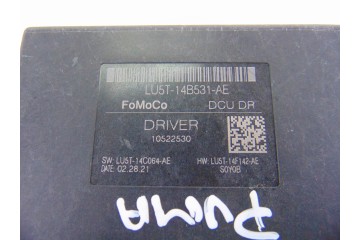 LU5T-14B531-AE
FoMoCo DCU DR
DRIVER
10522530
SW: LU5T-14C064-AE HW: LU5T-14F142-AE
DATE: 02.28.21 S0Y0B
PUMA